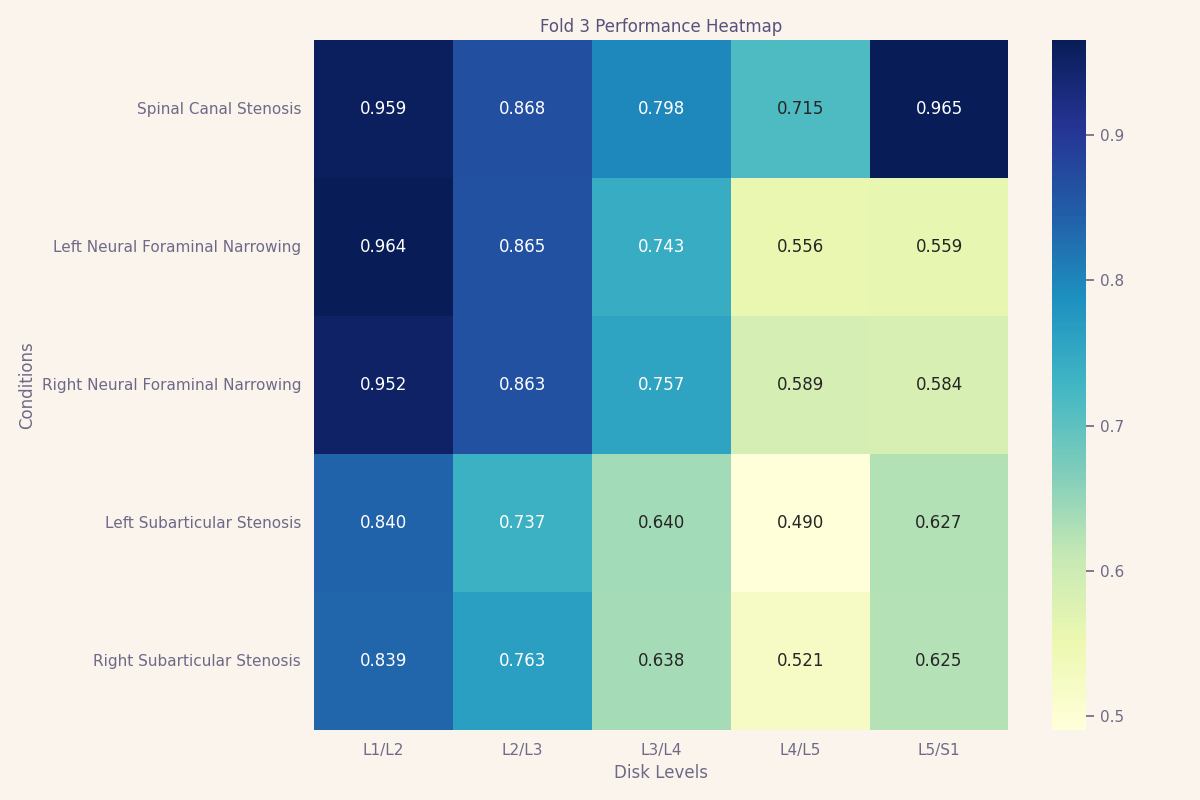 Fold 3 Performance Heatmap
Conditions
Spinal Canal Stenosis 0.959 0.868 0.798 0.715 0.965
Left Neural Foraminal Narrowing 0.964 0.865 0.743 0.556 0.559
Right Neural Foraminal Narrowing 0.952 0.863 0.757 0.589 0.584
Left Subarticular Stenosis 0.840 0.737 0.640 0.490 0.627
Right Subarticular Stenosis 0.839 0.763 0.638 0.521 0.625
L1/L2 L2/L3 L3/L4 L4/L5 L5/S1
Disk Levels
0.9
0.8
0.7
0.6
0.5